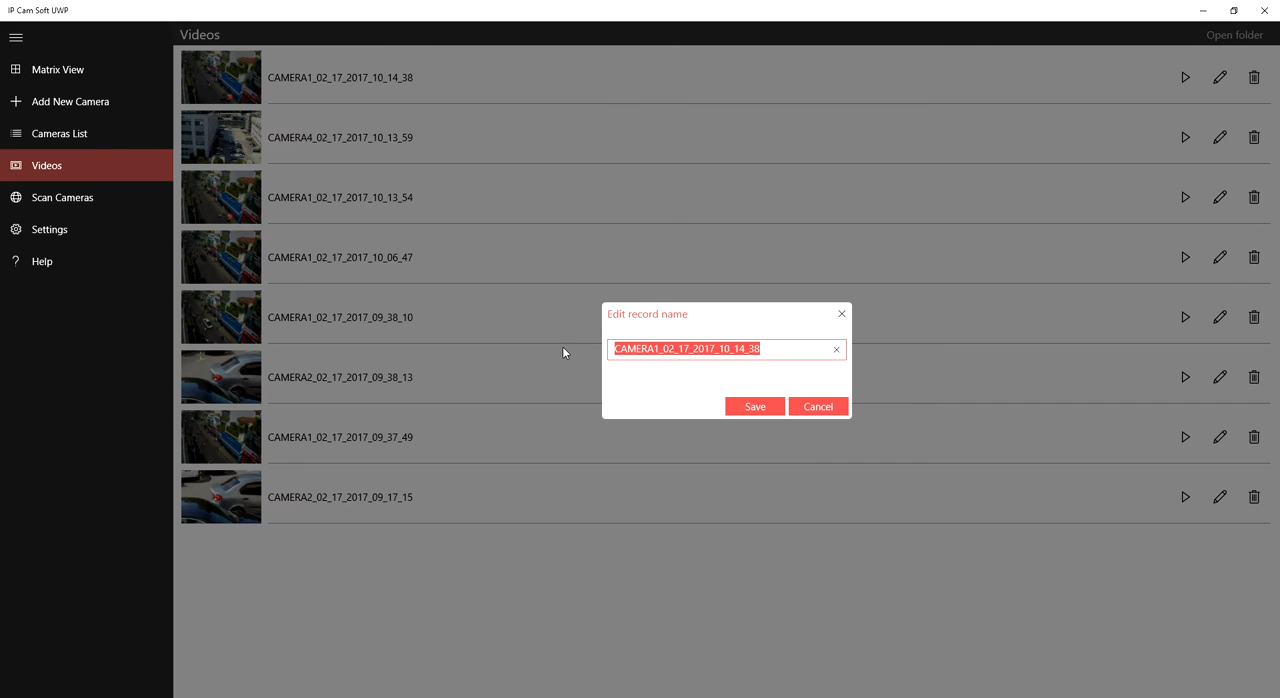 IP Cam Soft UWP
Videos
Open folder
Matrix View
Add New Camera
Cameras List
Videos
Scan Cameras
Settings
Help
CAMERA1_02_17_2017_10_14_38
CAMERA4_02_17_2017_10_13_59
CAMERA1_02_17_2017_10_13_54
CAMERA1_02_17_2017_10_06_47
CAMERA1_02_17_2017_09_38_10
CAMERA2_02_17_2017_09_38_13
CAMERA1_02_17_2017_09_37_49
CAMERA2_02_17_2017_09_17_15
Edit record name
CAMERA1_02_17_2017_10_14_38
Save
Cancel